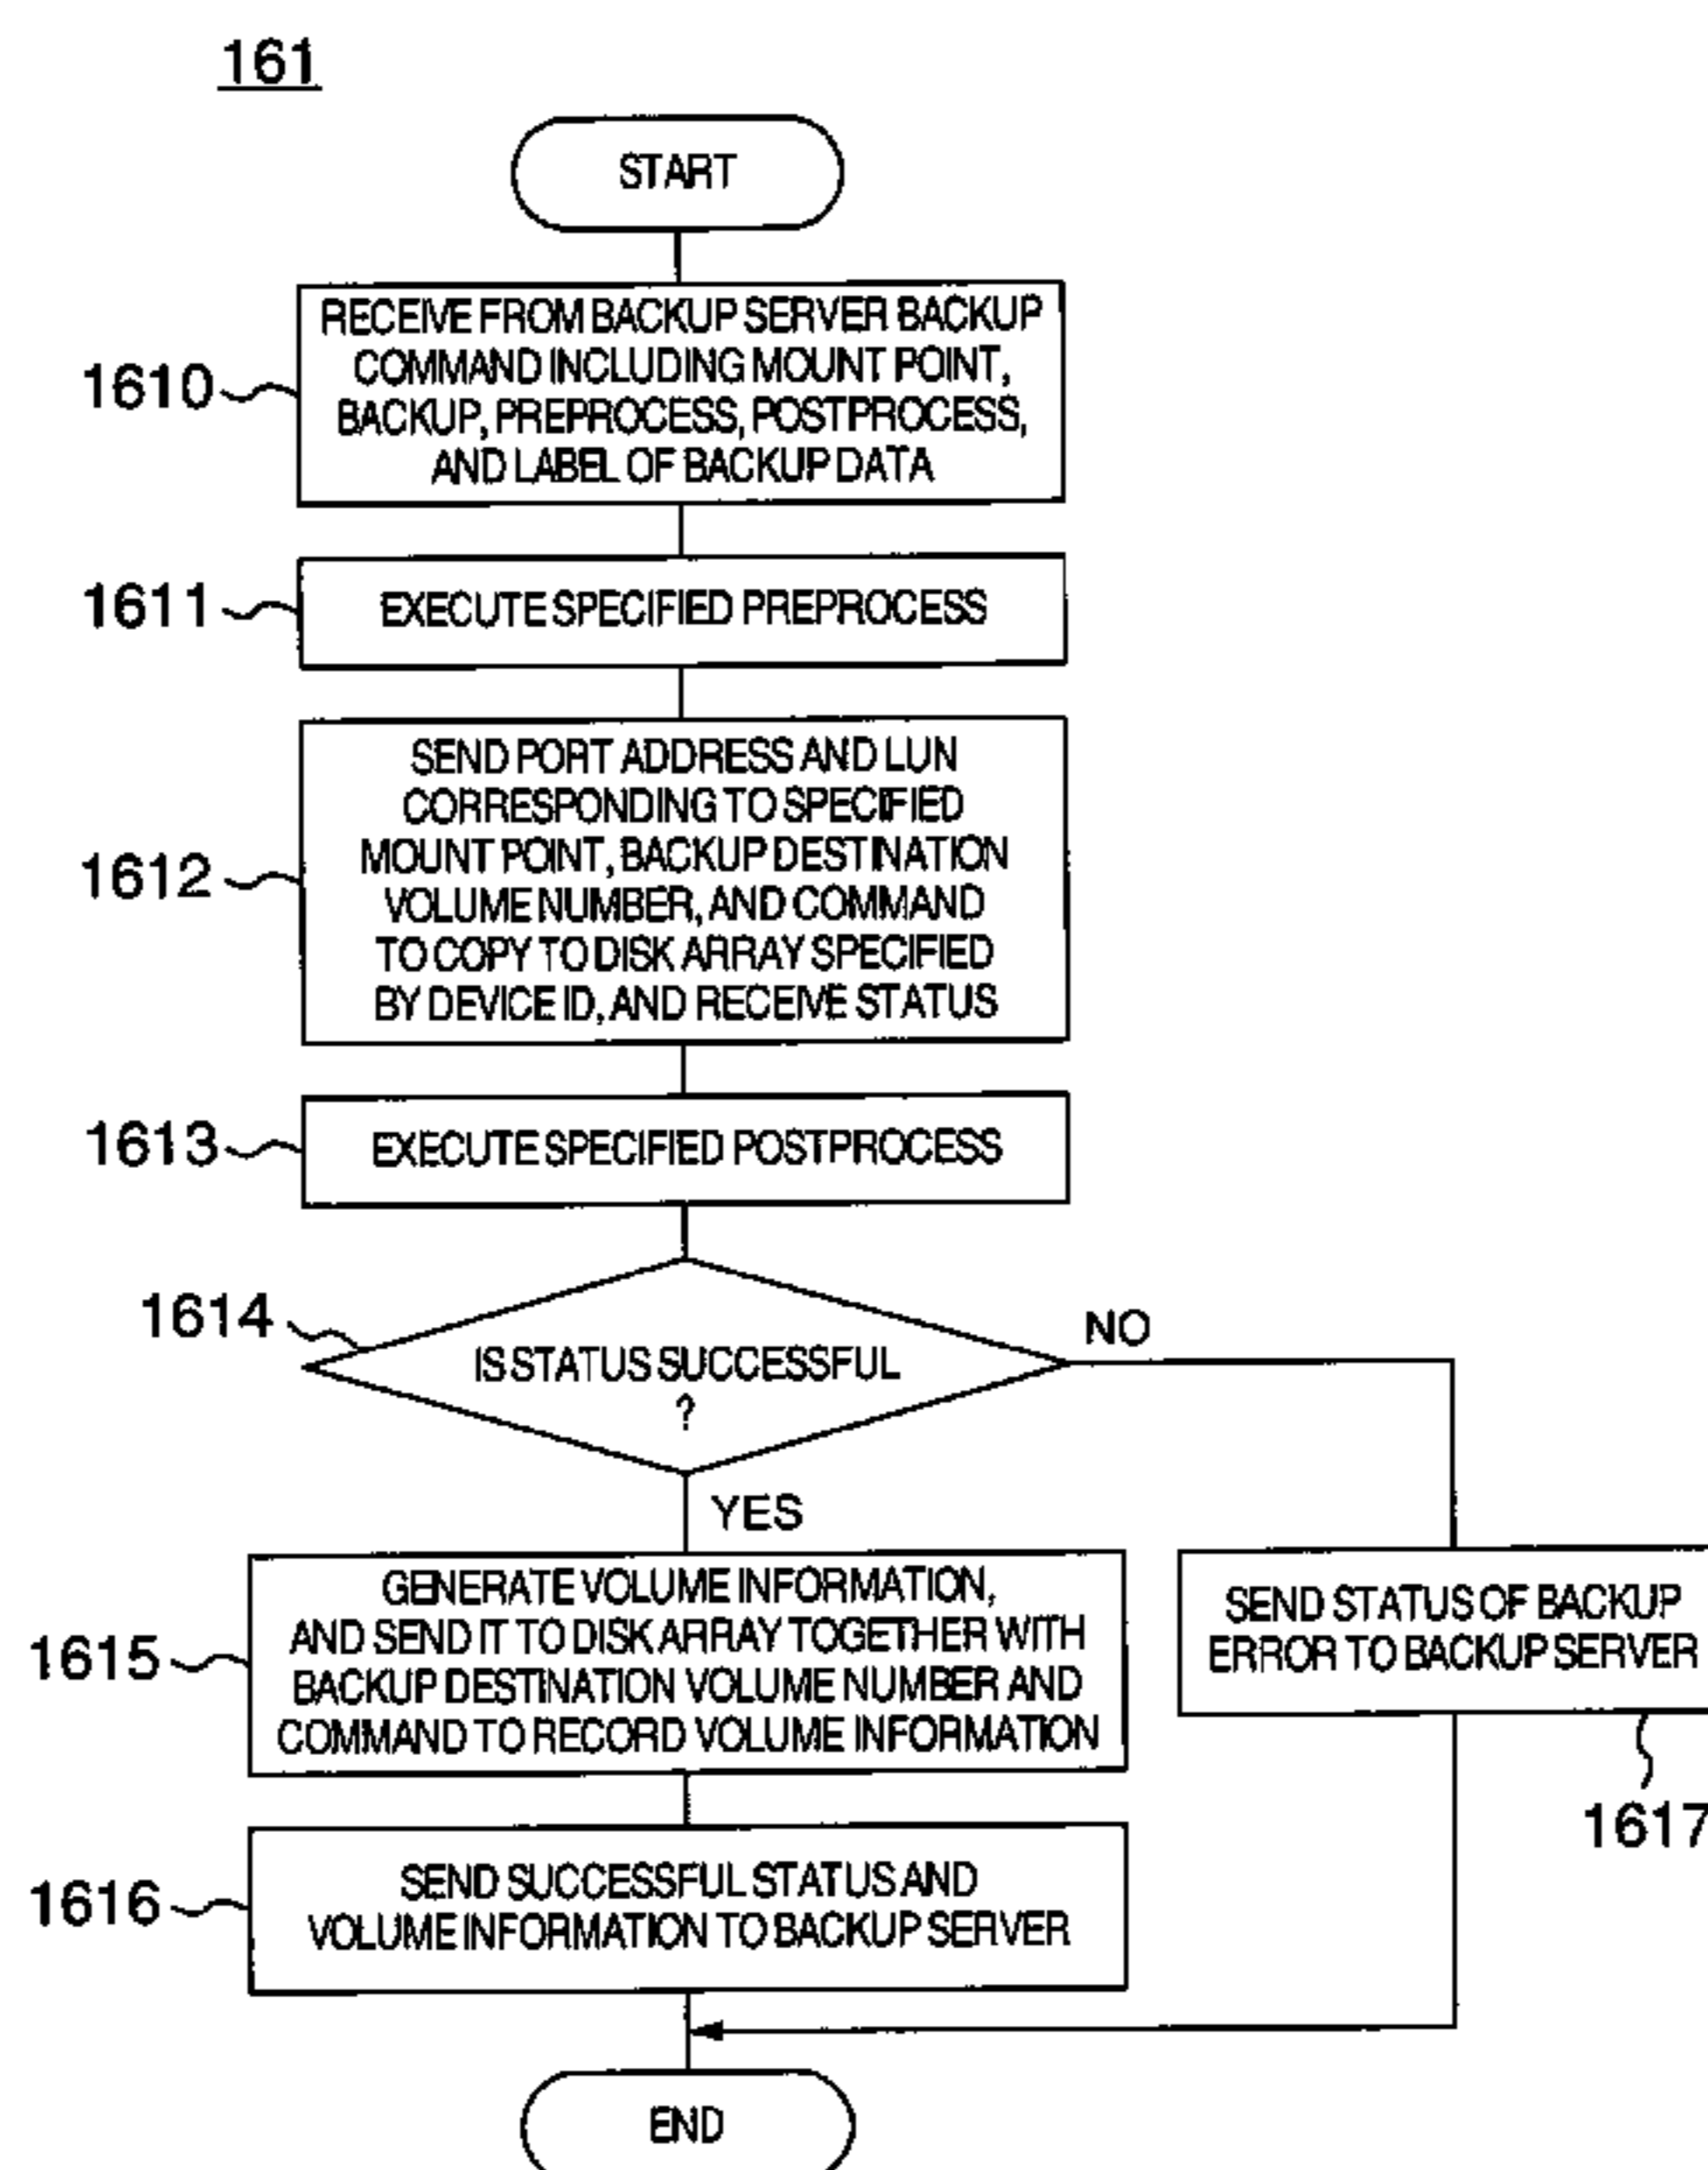 161
START
1610
RECEIVE FROM BACKUP SERVER BACKUP
COMMAND INCLUDING MOUNT POINT,
BACKUP, PREPROCESS, POSTPROCESS,
AND LABEL OF BACKUP DATA
1611
EXECUTE SPECIFIED PREPROCESS
1612
SEND PORT ADDRESS AND LUN
CORRESPONDING TO SPECIFIED
MOUNT POINT, BACKUP DESTINATION
VOLUME NUMBER, AND COMMAND
TO COPY TO DISK ARRAY SPECIFIED
BY DEVICE ID, AND RECEIVE STATUS
1613
EXECUTE SPECIFIED POSTPROCESS
1614
IS STATUS SUCCESSFUL
?
NO
YES
1615
GENERATE VOLUME INFORMATION,
AND SEND IT TO DISK ARRAY TOGETHER WITH
BACKUP DESTINATION VOLUME NUMBER AND
COMMAND TO RECORD VOLUME INFORMATION
SEND STATUS OF BACKUP
ERROR TO BACKUP SERVER
1617
1616
SEND SUCCESSFUL STATUS AND
VOLUME INFORMATION TO BACKUP SERVER
END